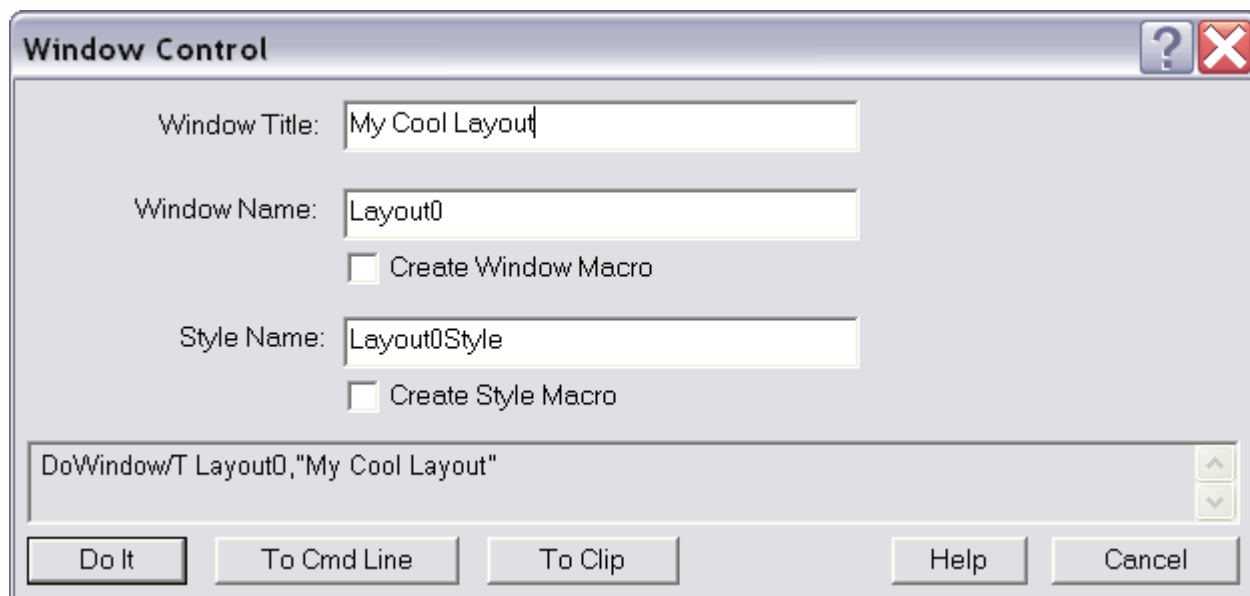 Window Control
Window Title: My Cool Layout
Window Name: Layout0
Create Window Macro
Style Name: Layout0Style
Create Style Macro
DoWindow/T Layout0,"My Cool Layout"
Do It To Cmd Line To Clip Help Cancel